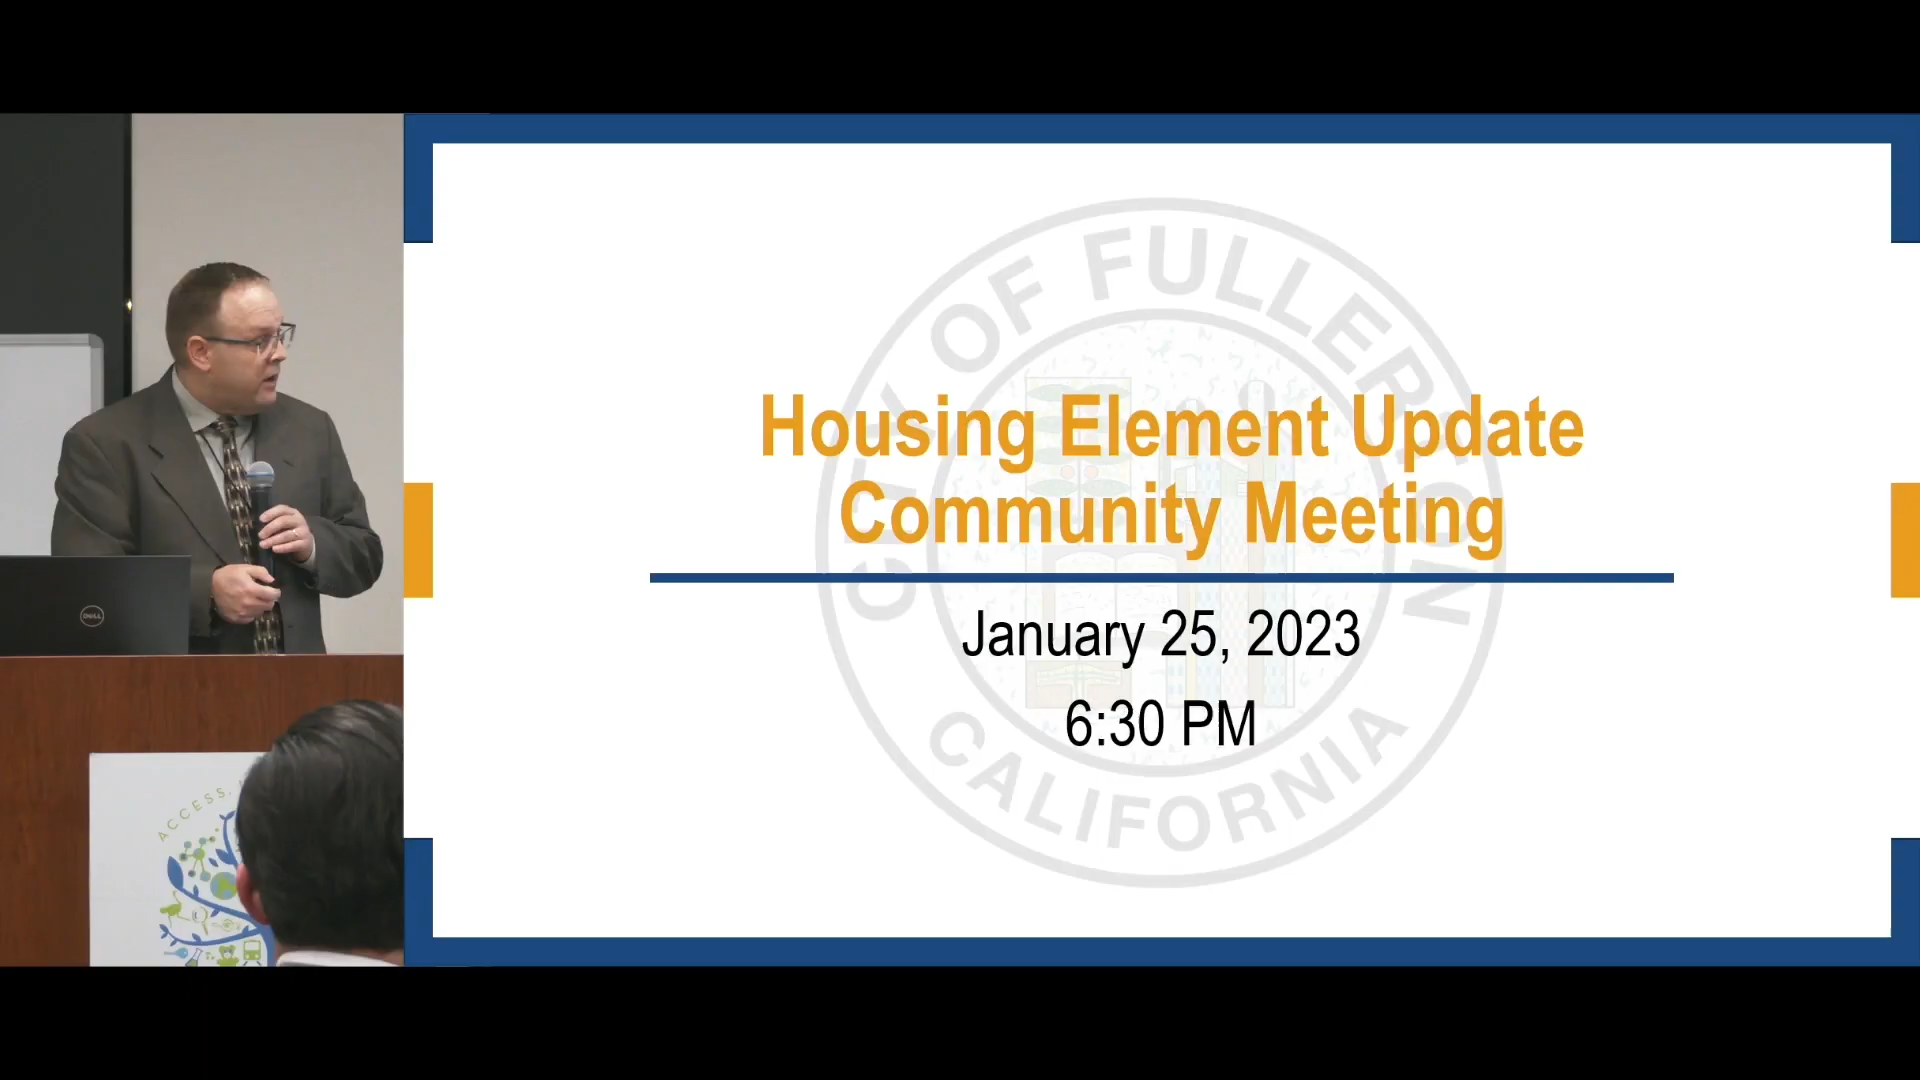 CITY OF FULLERTON
Housing Element Update
Community Meeting
January 25, 2023
6:30 PM
CALIFORNIA
DELL
ACCESS.